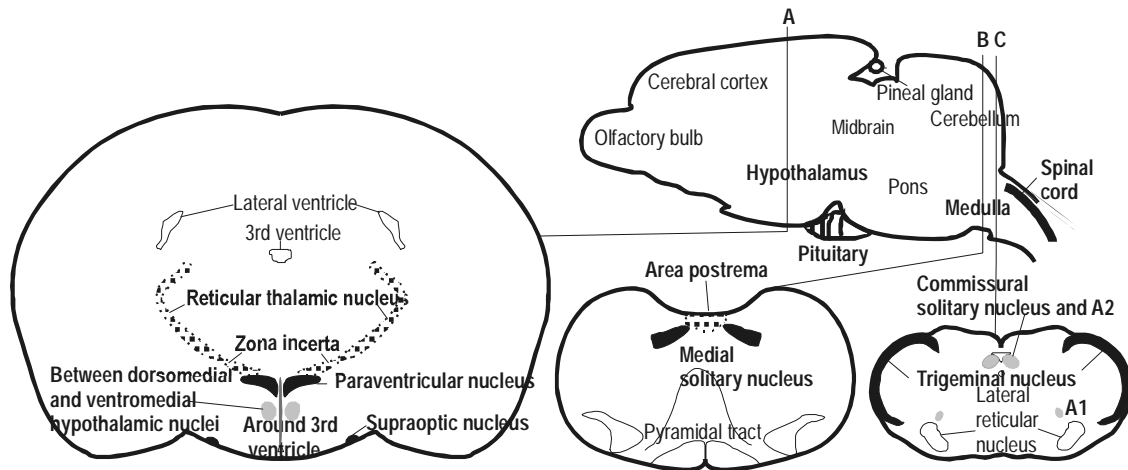 A
B C
Cerebral cortex
Pineal gland
Cerebellum
Olfactory bulb
Midbrain
Hypothalamus
Pons
Spinal
cord
Medulla
Pituitary
Lateral ventricle
3rd ventricle
Reticular thalamic nucleus
Zona incerta
Between dorsomedial
and ventromedial
hypothalamic nuclei
Paraventricular nucleus
Around 3rd
ventricle
Supraoptic nucleus
Area postrema
Medial
solitary nucleus
Pyramidal tract
Commissural
solitary nucleus and A2
Trigeminal nucleus
Lateral
reticular
nucleus
A1